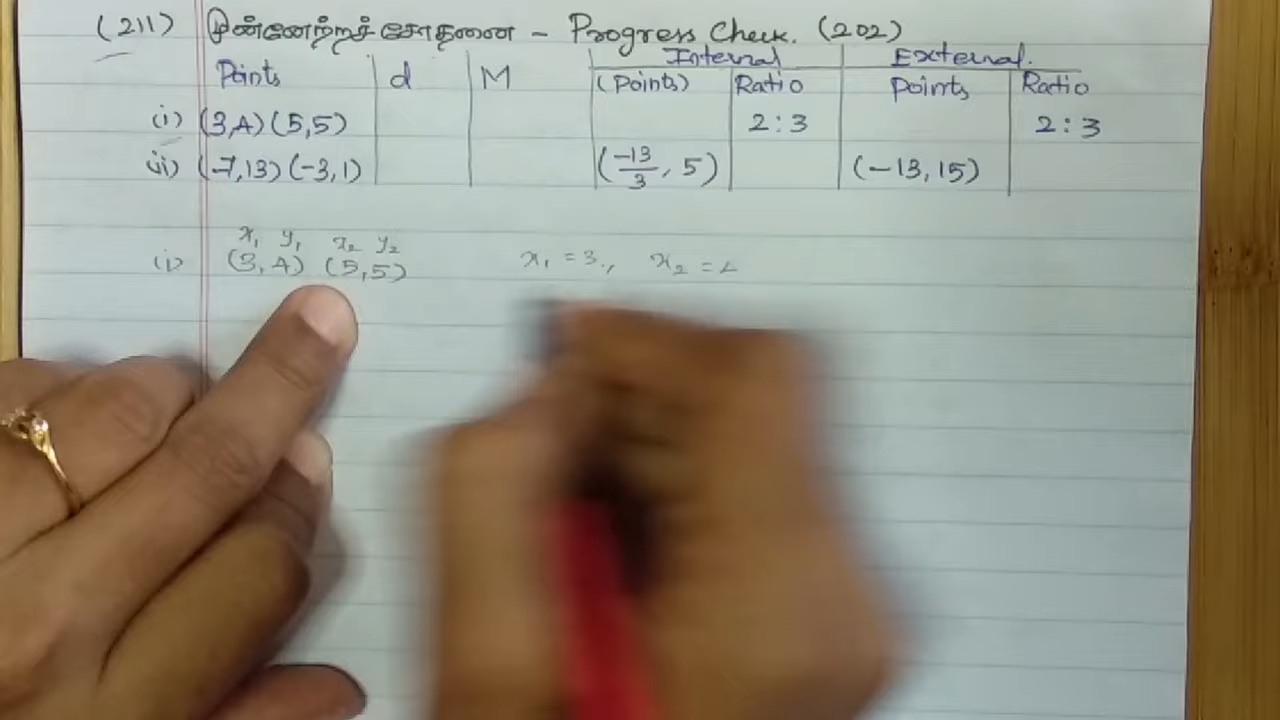 (211) முன்னேற்றச் சோதனை - Progress Check. (202)
Internal External.
Points d M (Points) Ratio Points Ratio
(i) (3,4) (5,5) 2:3 2:3
(ii) (-7,13) (-3,1) (-13/3, 5) (-13, 15)
x₁ y₁ x₂ y₂
(i) (3,4) (5,5) x₁ = 3, x₂ =